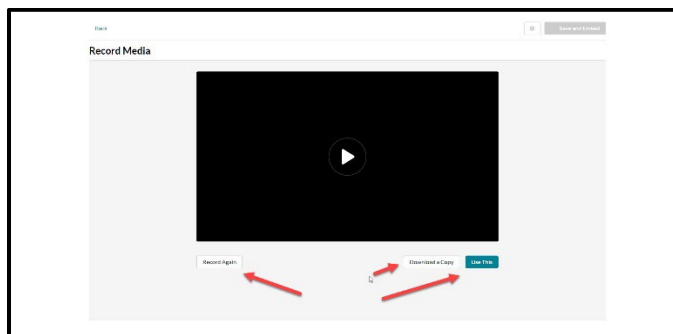 Back
Save and Embed
Record Media
Record Again
Download a Copy
Use This